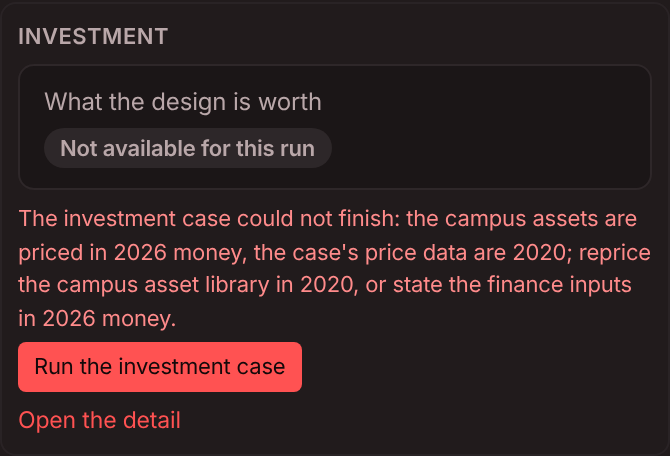 INVESTMENT
What the design is worth
Not available for this run
The investment case could not finish: the campus assets are
priced in 2026 money, the case's price data are 2020; reprice
the campus asset library in 2020, or state the finance inputs
in 2026 money.
Run the investment case
Open the detail